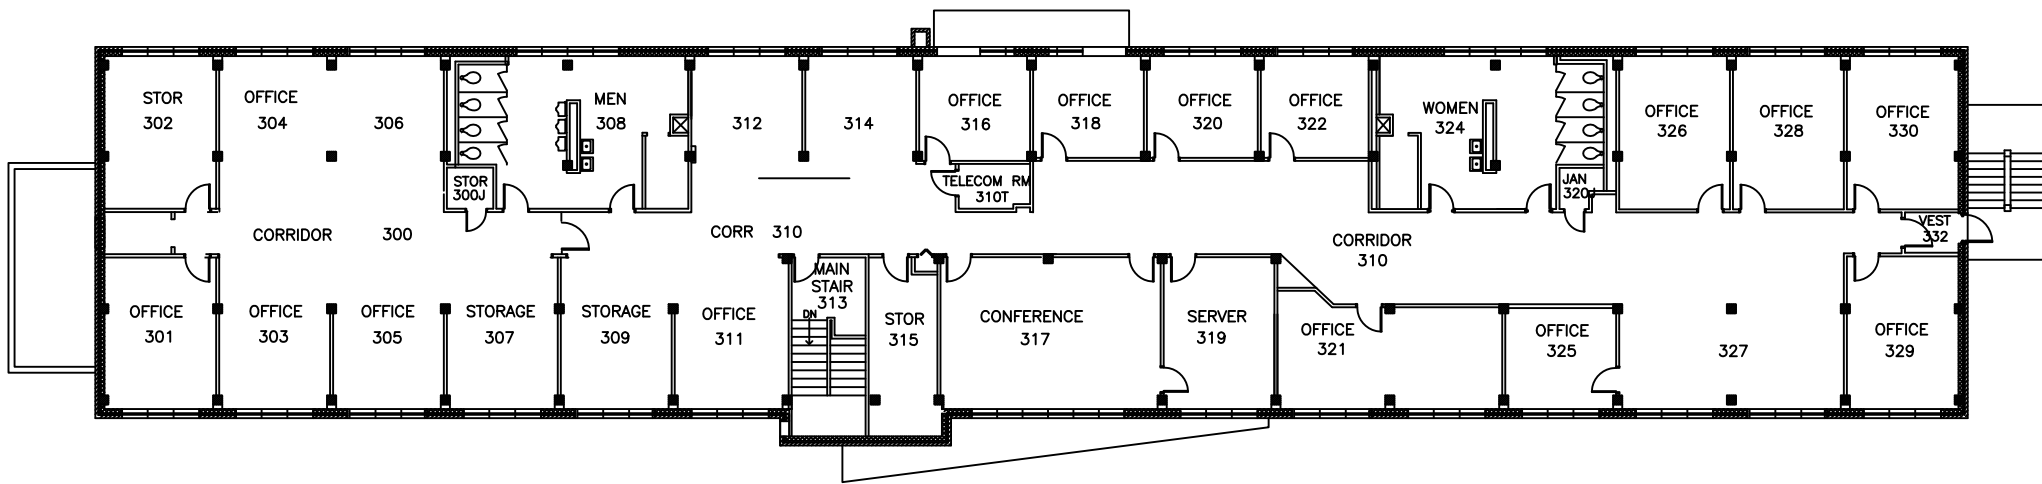 STOR
302
OFFICE
304
306
MEN
308
312
314
OFFICE
316
OFFICE
318
OFFICE
320
OFFICE
322
WOMEN
324
OFFICE
326
OFFICE
328
OFFICE
330
STOR
300J
TELECOM RM
310T
JAN
320J
VEST
332
CORRIDOR 300
CORR 310
CORRIDOR
310
OFFICE
301
OFFICE
303
OFFICE
305
STORAGE
307
STORAGE
309
OFFICE
311
MAIN
STAIR
313
DN
STOR
315
CONFERENCE
317
SERVER
319
OFFICE
321
OFFICE
325
327
OFFICE
329